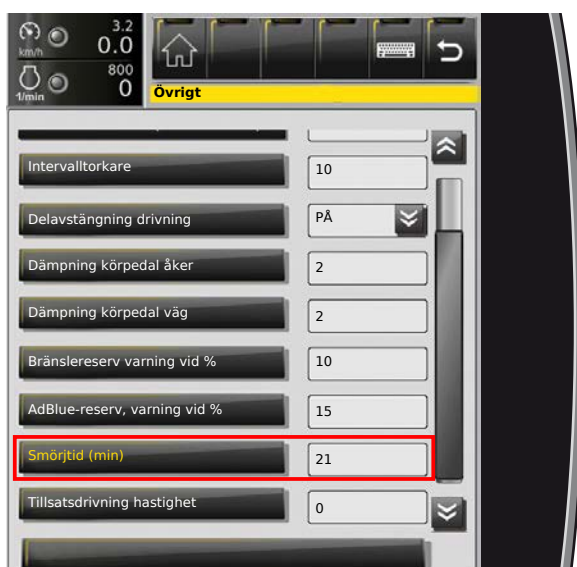 3.2
km/h
0.0
800
1/min
0
Övrigt
Intervalltorkare
10
Delavstängning drivning
PÅ
Dämpning körpedal åker
2
Dämpning körpedal väg
2
Bränslereserv varning vid %
10
AdBlue-reserv, varning vid %
15
Smörjtid (min)
21
Tillsatsdrivning hastighet
0